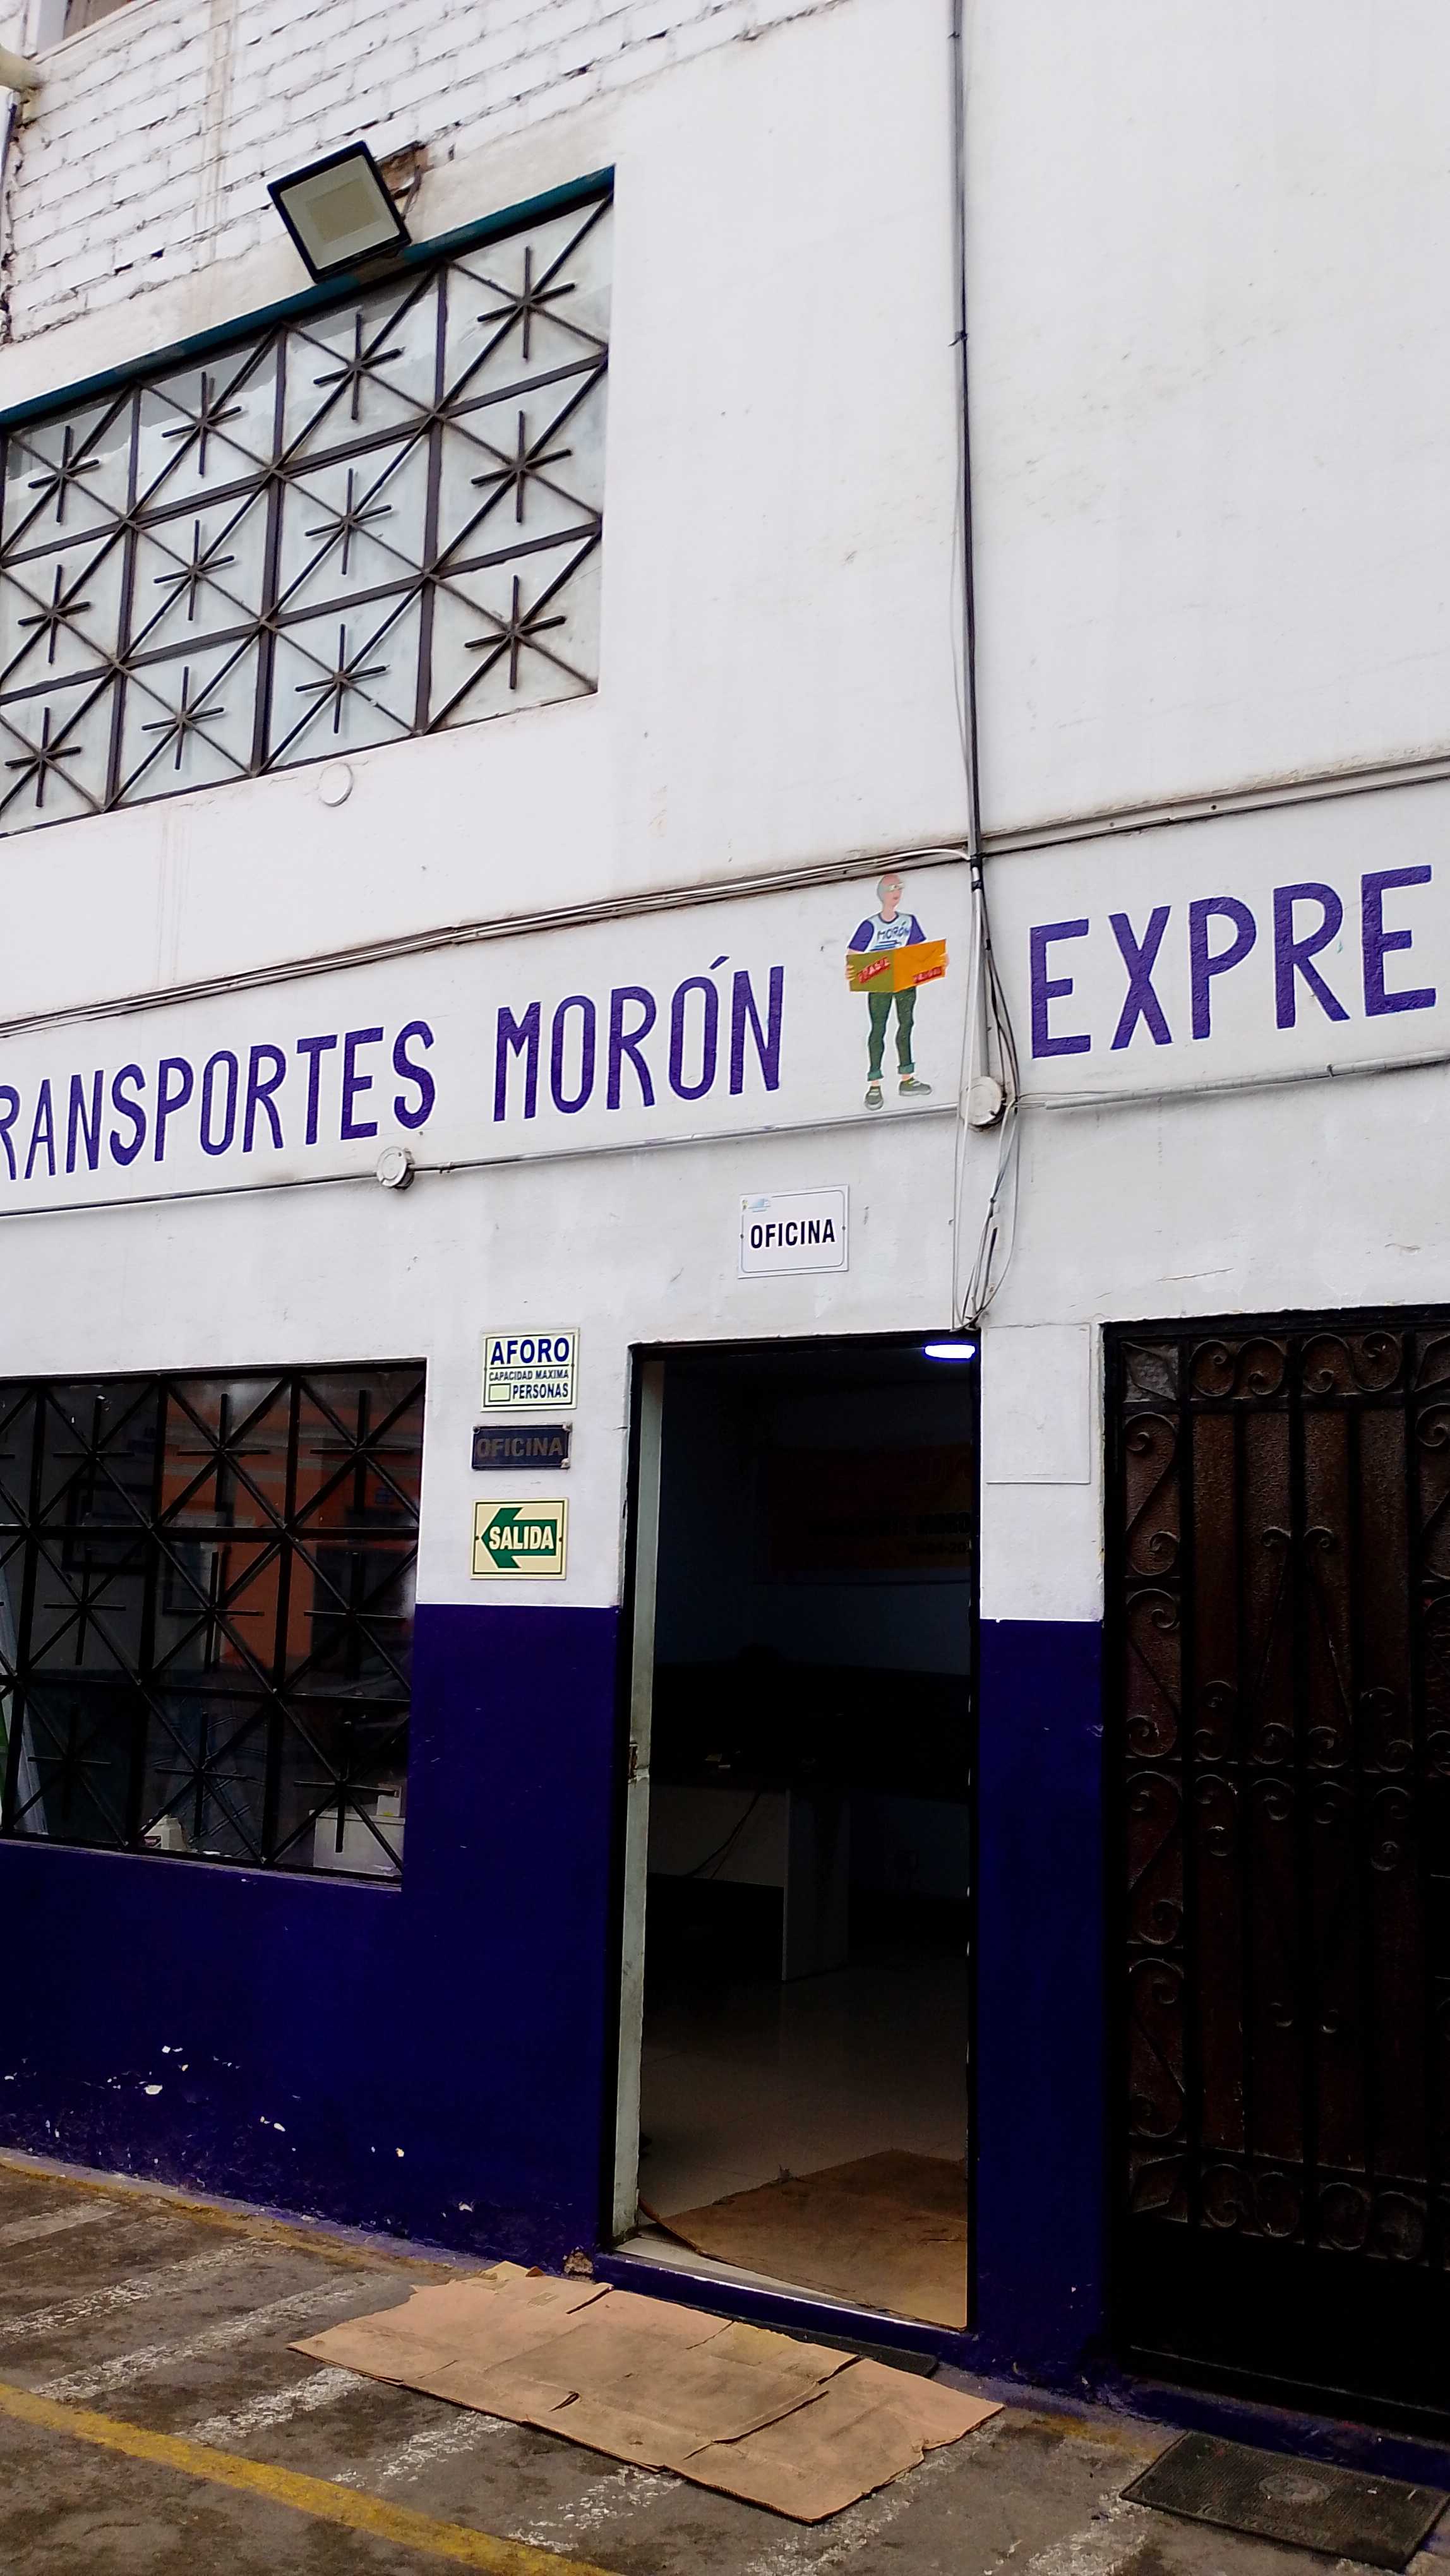 RANSPORTES MORÓN EXPRE
MORÓN
OFICINA
AFORO
CAPACIDAD MAXIMA
PERSONAS
OFICINA
SALIDA